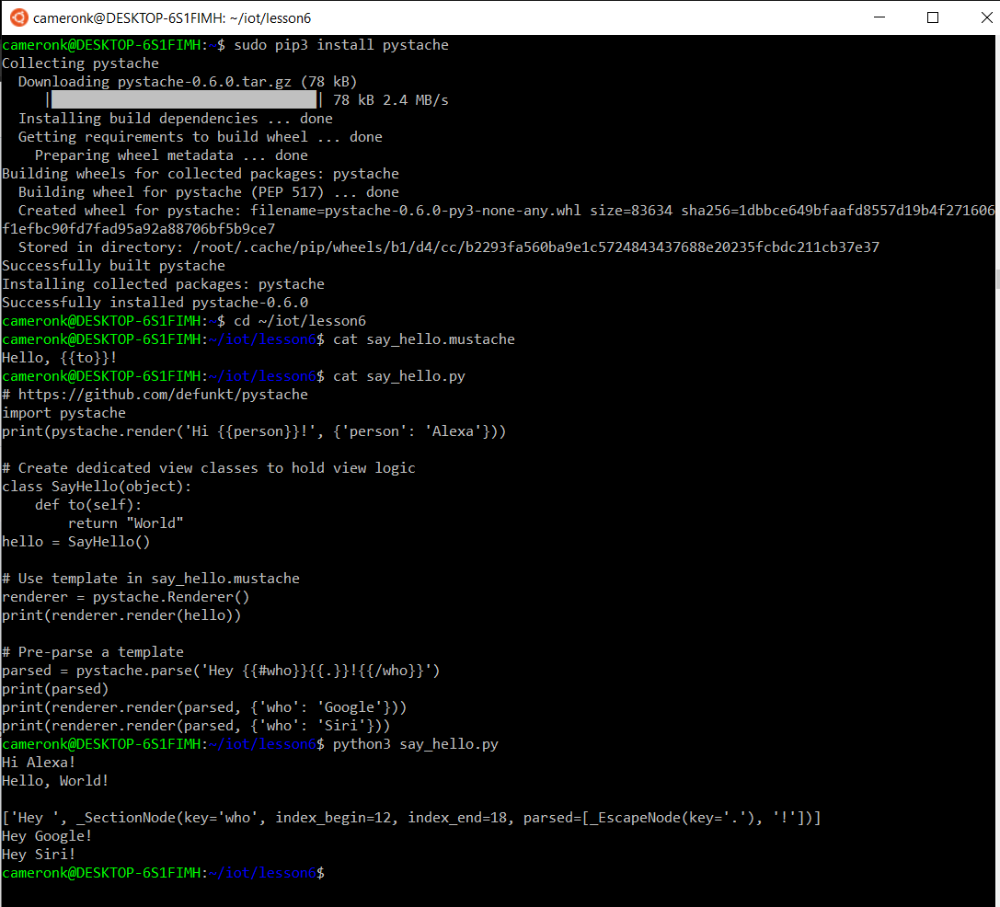 cameronk@DESKTOP-6S1FIMH: ~/iot/lesson6
cameronk@DESKTOP-6S1FIMH:~$ sudo pip3 install pystache
Collecting pystache
  Downloading pystache-0.6.0.tar.gz (78 kB)
     |████████████████████████████████| 78 kB 2.4 MB/s
  Installing build dependencies ... done
  Getting requirements to build wheel ... done
    Preparing wheel metadata ... done
Building wheels for collected packages: pystache
  Building wheel for pystache (PEP 517) ... done
  Created wheel for pystache: filename=pystache-0.6.0-py3-none-any.whl size=83634 sha256=1dbbce649bfaafd8557d19b4f271606
f1efbc90fd7fad95a92a88706bf5b9ce7
  Stored in directory: /root/.cache/pip/wheels/b1/d4/cc/b2293fa560ba9e1c5724843437688e20235fcbdc211cb37e37
Successfully built pystache
Installing collected packages: pystache
Successfully installed pystache-0.6.0
cameronk@DESKTOP-6S1FIMH:~$ cd ~/iot/lesson6
cameronk@DESKTOP-6S1FIMH:~/iot/lesson6$ cat say_hello.mustache
Hello, {{to}}!
cameronk@DESKTOP-6S1FIMH:~/iot/lesson6$ cat say_hello.py
# https://github.com/defunkt/pystache
import pystache
print(pystache.render('Hi {{person}}!', {'person': 'Alexa'}))

# Create dedicated view classes to hold view logic
class SayHello(object):
    def to(self):
        return "World"
hello = SayHello()

# Use template in say_hello.mustache
renderer = pystache.Renderer()
print(renderer.render(hello))

# Pre-parse a template
parsed = pystache.parse('Hey {{#who}}{{.}}!{{/who}}')
print(parsed)
print(renderer.render(parsed, {'who': 'Google'}))
print(renderer.render(parsed, {'who': 'Siri'}))
cameronk@DESKTOP-6S1FIMH:~/iot/lesson6$ python3 say_hello.py
Hi Alexa!
Hello, World!

['Hey ', _SectionNode(key='who', index_begin=12, index_end=18, parsed=[_EscapeNode(key='.'), '!'])]
Hey Google!
Hey Siri!
cameronk@DESKTOP-6S1FIMH:~/iot/lesson6$